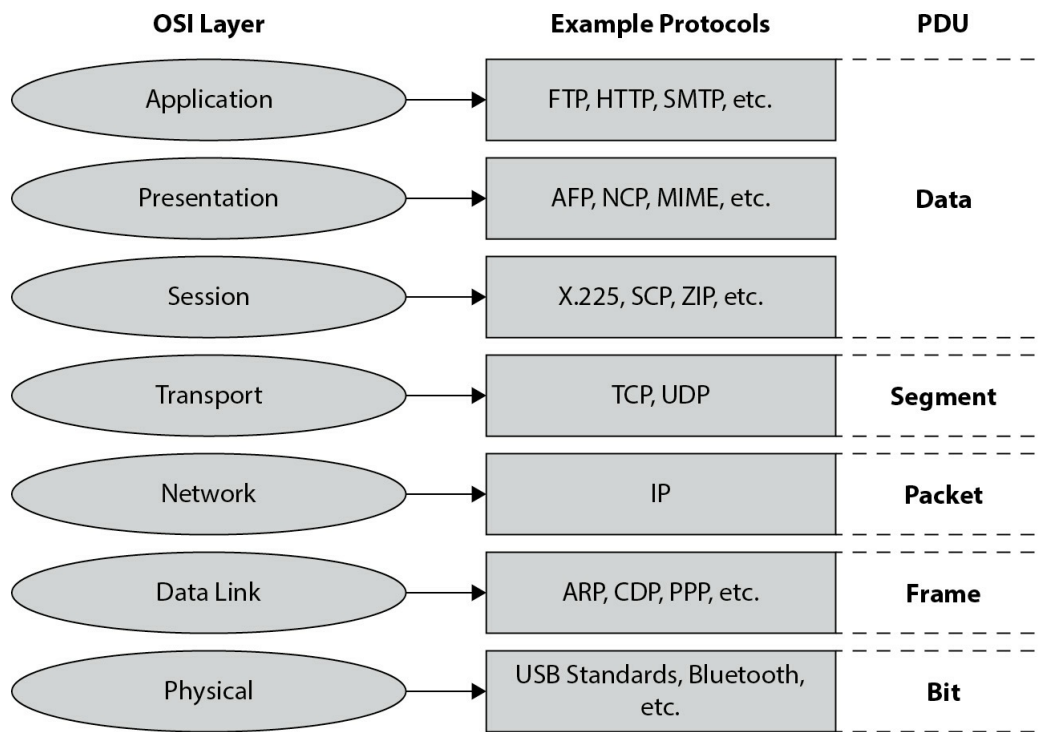 OSI Layer Example Protocols PDU
Application FTP, HTTP, SMTP, etc.
Presentation AFP, NCP, MIME, etc. Data
Session X.225, SCP, ZIP, etc.
Transport TCP, UDP Segment
Network IP Packet
Data Link ARP, CDP, PPP, etc. Frame
Physical USB Standards, Bluetooth, Bit
etc.